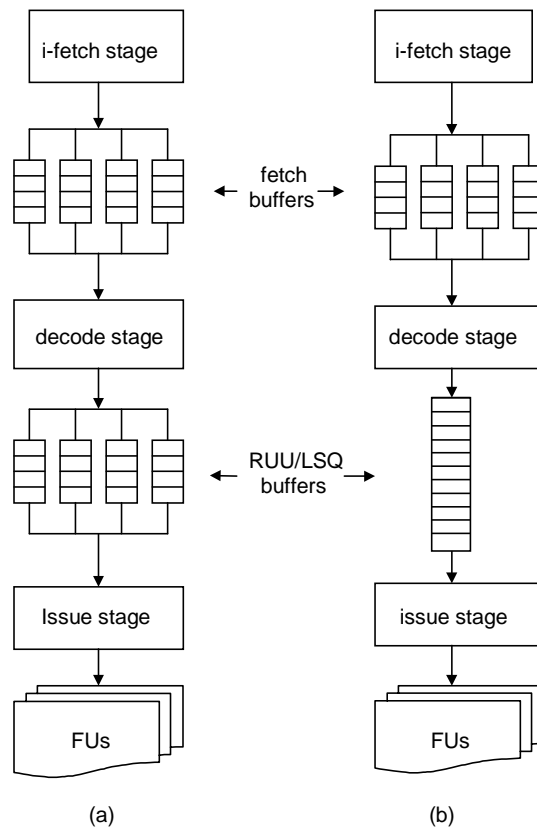 i-fetch stage
i-fetch stage
fetch
buffers
decode stage
decode stage
RUU/LSQ
buffers
Issue stage
issue stage
FUs
FUs
(a)
(b)